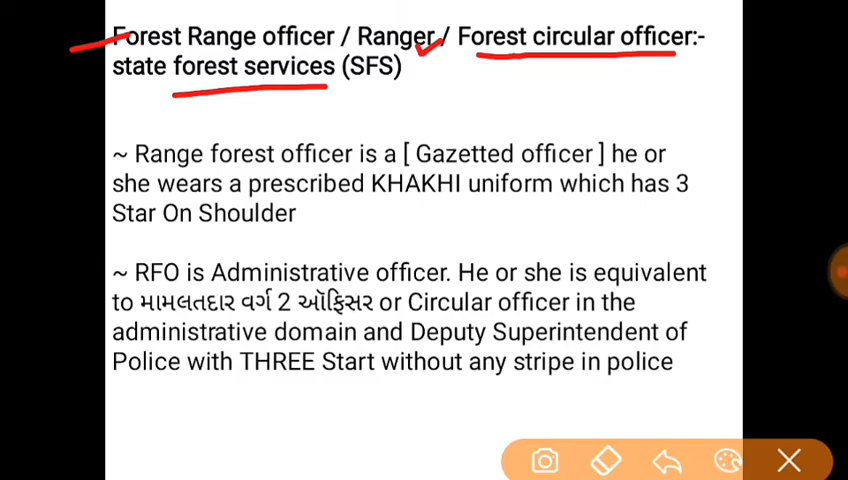 Forest Range officer / Ranger / Forest circular officer:-
state forest services (SFS)
~ Range forest officer is a [ Gazetted officer ] he or
she wears a prescribed KHAKHI uniform which has 3
Star On Shoulder
~ RFO is Administrative officer. He or she is equivalent
to મામલતદાર વર્ગ 2 ઑફિસર or Circular officer in the
administrative domain and Deputy Superintendent of
Police with THREE Start without any stripe in police